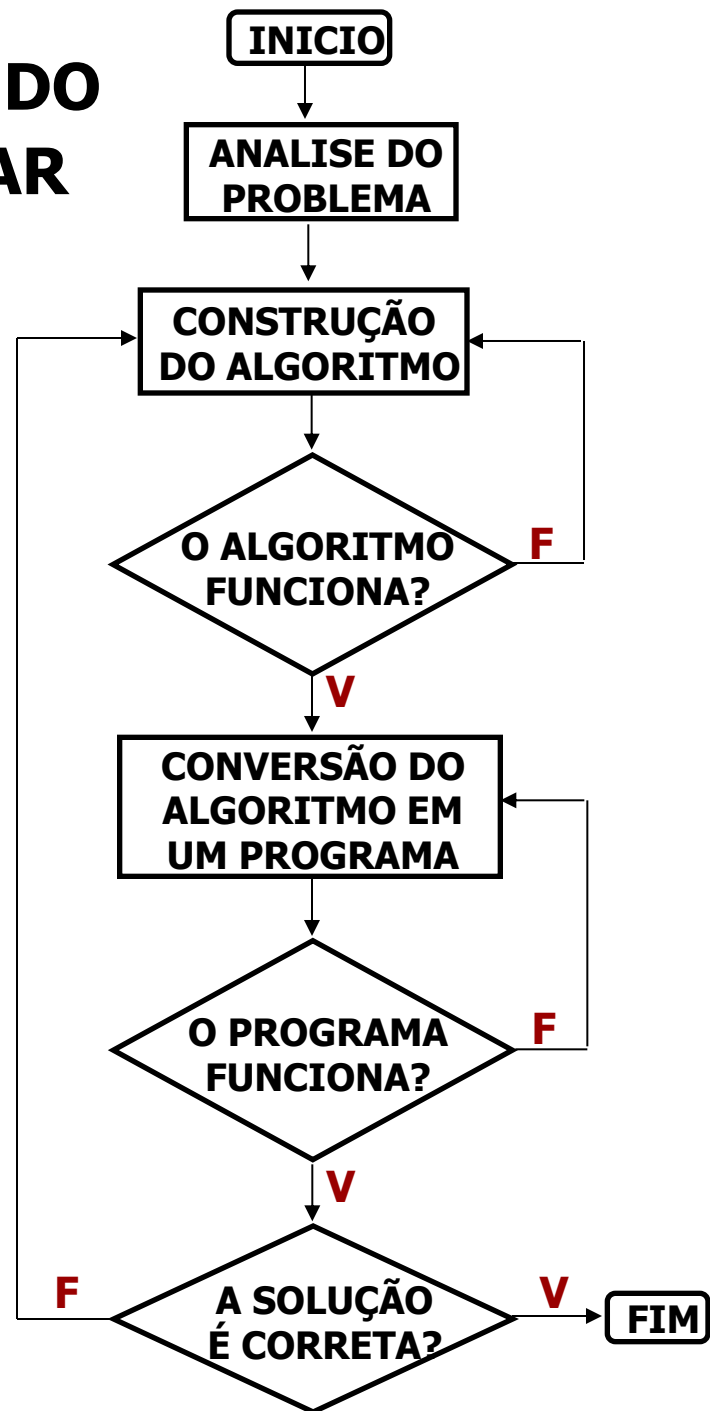 INICIO
DO
AR
ANALISE DO
PROBLEMA
CONSTRUÇÃO
DO ALGORITMO
O ALGORITMO
FUNCIONA?
F
V
CONVERSÃO DO
ALGORITMO EM
UM PROGRAMA
O PROGRAMA
FUNCIONA?
F
V
F
A SOLUÇÃO
É CORRETA?
V
FIM